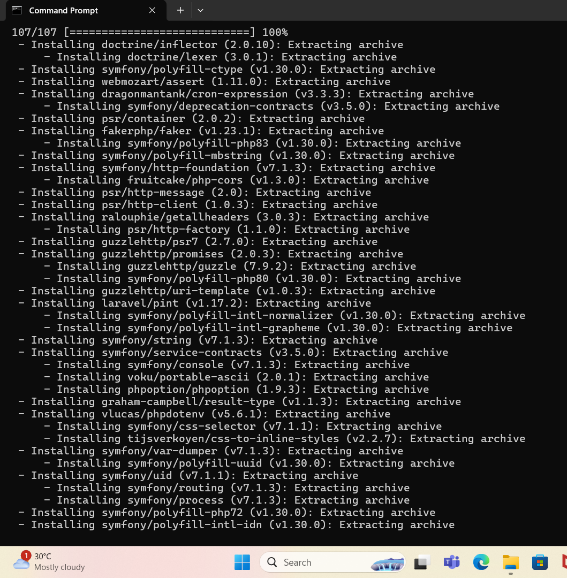 Command Prompt
107/107 [============================] 100%
- Installing doctrine/inflector (2.0.10): Extracting archive
- Installing doctrine/lexer (3.0.1): Extracting archive
- Installing symfony/polyfill-ctype (v1.30.0): Extracting archive
- Installing webmozart/assert (1.11.0): Extracting archive
- Installing dragonmantank/cron-expression (v3.3.3): Extracting archive
- Installing symfony/deprecation-contracts (v3.5.0): Extracting archive
- Installing psr/container (2.0.2): Extracting archive
- Installing fakerphp/faker (v1.23.1): Extracting archive
- Installing symfony/polyfill-php83 (v1.30.0): Extracting archive
- Installing symfony/polyfill-mbstring (v1.30.0): Extracting archive
- Installing symfony/http-foundation (v7.1.3): Extracting archive
- Installing fruitcake/php-cors (v1.3.0): Extracting archive
- Installing psr/http-message (2.0): Extracting archive
- Installing psr/http-client (1.0.3): Extracting archive
- Installing ralouphie/getallheaders (3.0.3): Extracting archive
- Installing psr/http-factory (1.1.0): Extracting archive
- Installing guzzlehttp/psr7 (2.7.0): Extracting archive
- Installing guzzlehttp/promises (2.0.3): Extracting archive
- Installing guzzlehttp/guzzle (7.9.2): Extracting archive
- Installing symfony/polyfill-php80 (v1.30.0): Extracting archive
- Installing guzzlehttp/uri-template (v1.0.3): Extracting archive
- Installing laravel/pint (v1.17.2): Extracting archive
- Installing symfony/polyfill-intl-normalizer (v1.30.0): Extracting archive
- Installing symfony/polyfill-intl-grapheme (v1.30.0): Extracting archive
- Installing symfony/string (v7.1.3): Extracting archive
- Installing symfony/service-contracts (v3.5.0): Extracting archive
- Installing symfony/console (v7.1.3): Extracting archive
- Installing voku/portable-ascii (2.0.1): Extracting archive
- Installing phpoption/phpoption (1.9.3): Extracting archive
- Installing graham-campbell/result-type (v1.1.3): Extracting archive
- Installing vlucas/phpdotenv (v5.6.1): Extracting archive
- Installing symfony/css-selector (v7.1.1): Extracting archive
- Installing tijsverkoyen/css-to-inline-styles (v2.2.7): Extracting archive
- Installing symfony/var-dumper (v7.1.3): Extracting archive
- Installing symfony/polyfill-uuid (v1.30.0): Extracting archive
- Installing symfony/uid (v7.1.1): Extracting archive
- Installing symfony/routing (v7.1.3): Extracting archive
- Installing symfony/process (v7.1.3): Extracting archive
- Installing symfony/polyfill-php72 (v1.30.0): Extracting archive
- Installing symfony/polyfill-intl-idn (v1.30.0): Extracting archive
1
30°C
Mostly cloudy
Search